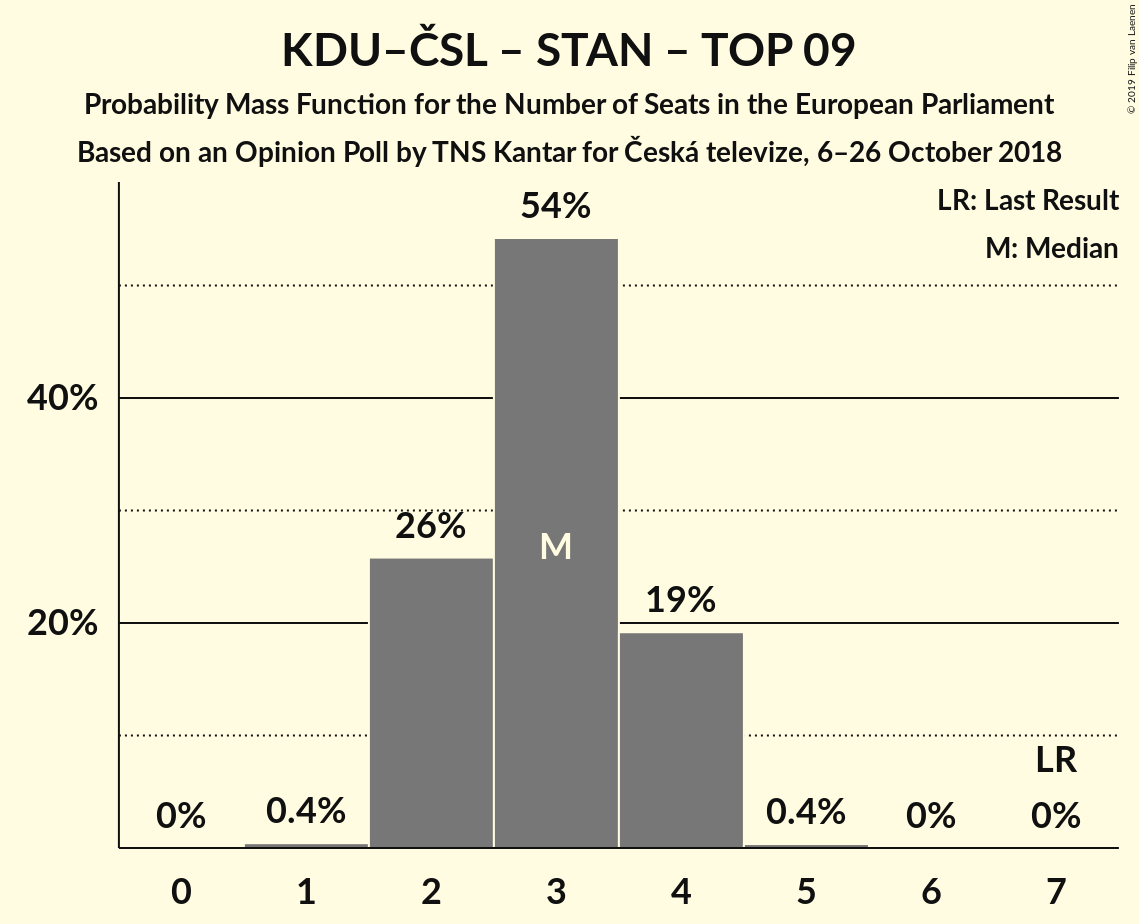 KDU–ČSL – STAN – TOP 09
Probability Mass Function for the Number of Seats in the European Parliament
Based on an Opinion Poll by TNS Kantar for Česká televize, 6–26 October 2018
© 2019 Filip van Laenen
LR: Last Result
M: Median
54%
40%
26%
M
19%
20%
LR
0%
0.4%
0.4%
0%
0%
0 1 2 3 4 5 6 7